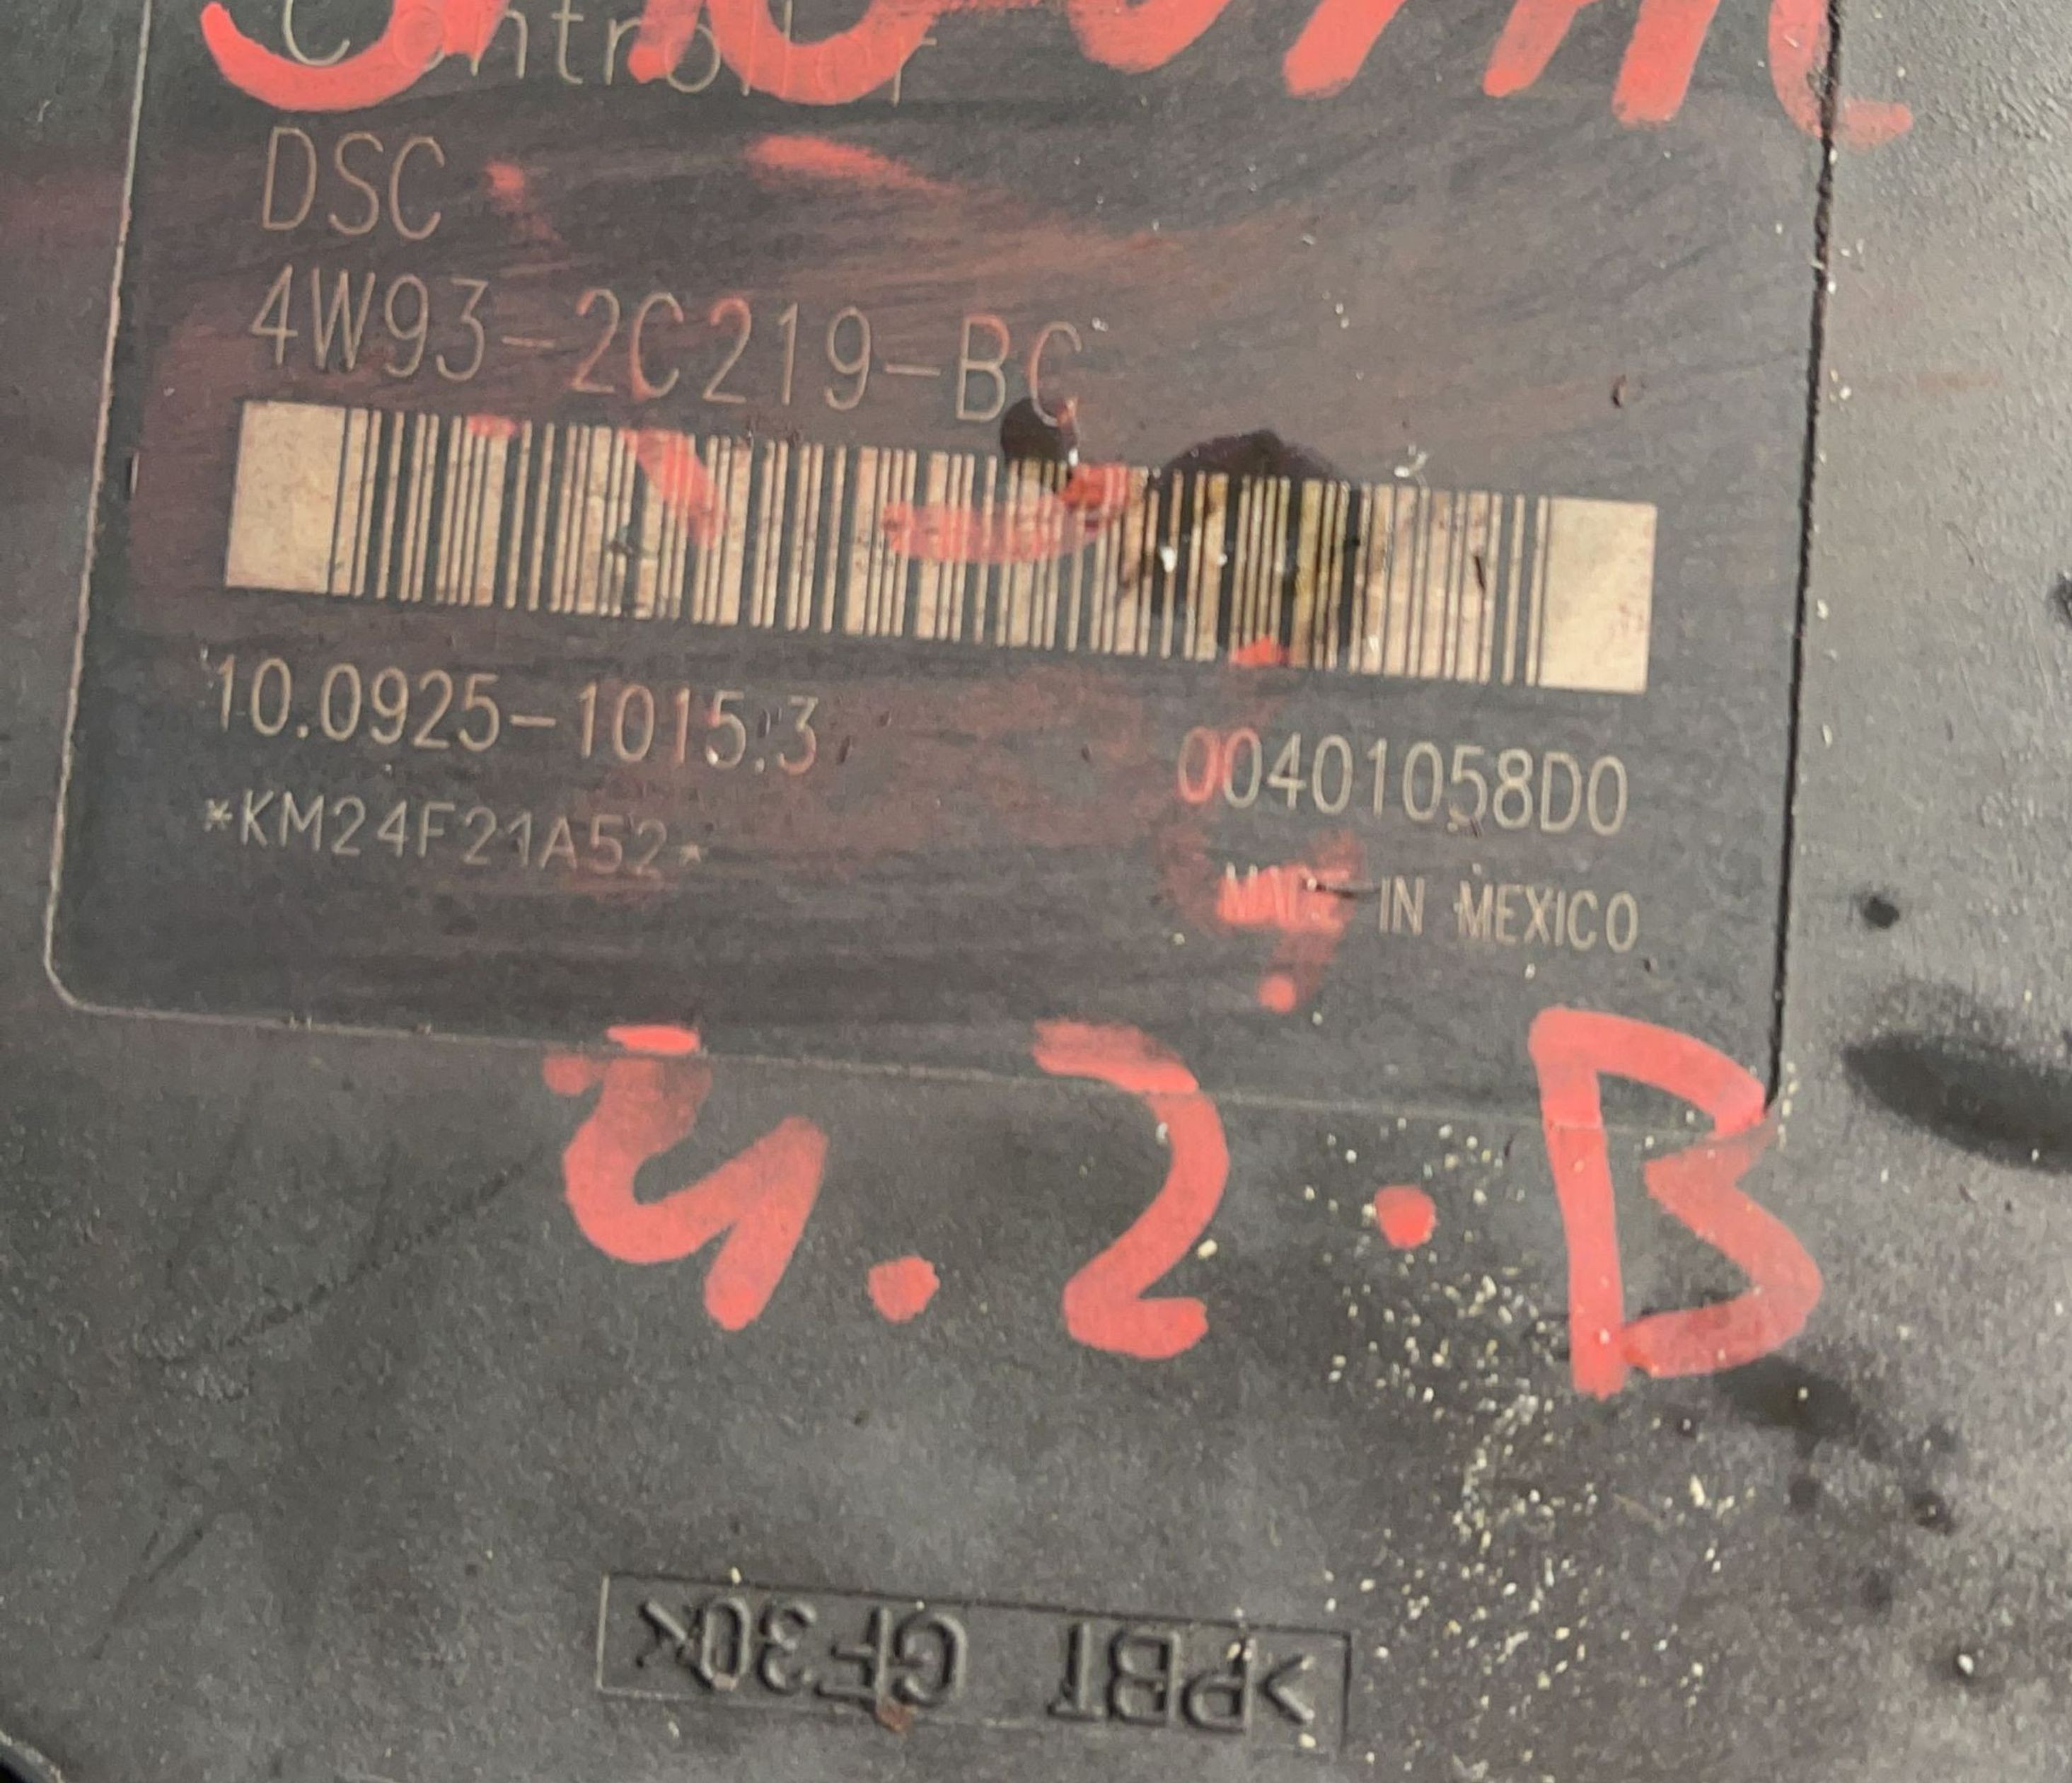 Controller
DSC
4W93-2C219-BC
10.0925-1015.3
00401058D0
*KM24F21A52*
MADE IN MEXICO
4.2.B
>PBT GF30<